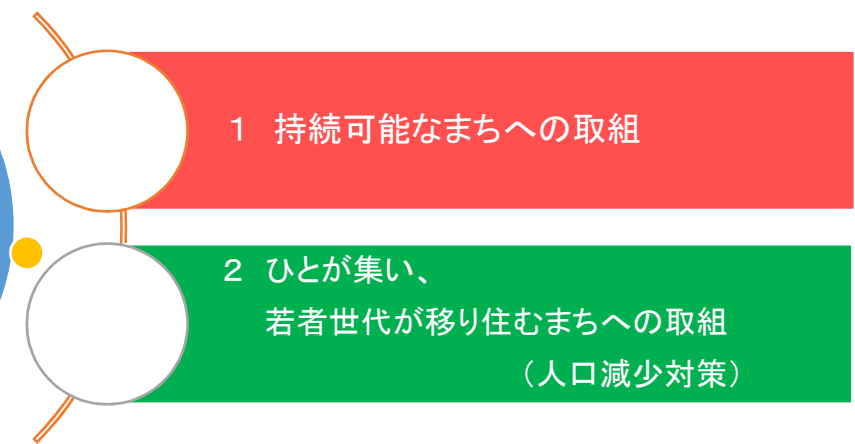 １　持続可能なまちへの取組
２　ひとが集い、
若者世代が移り住むまちへの取組
（人口減少対策）